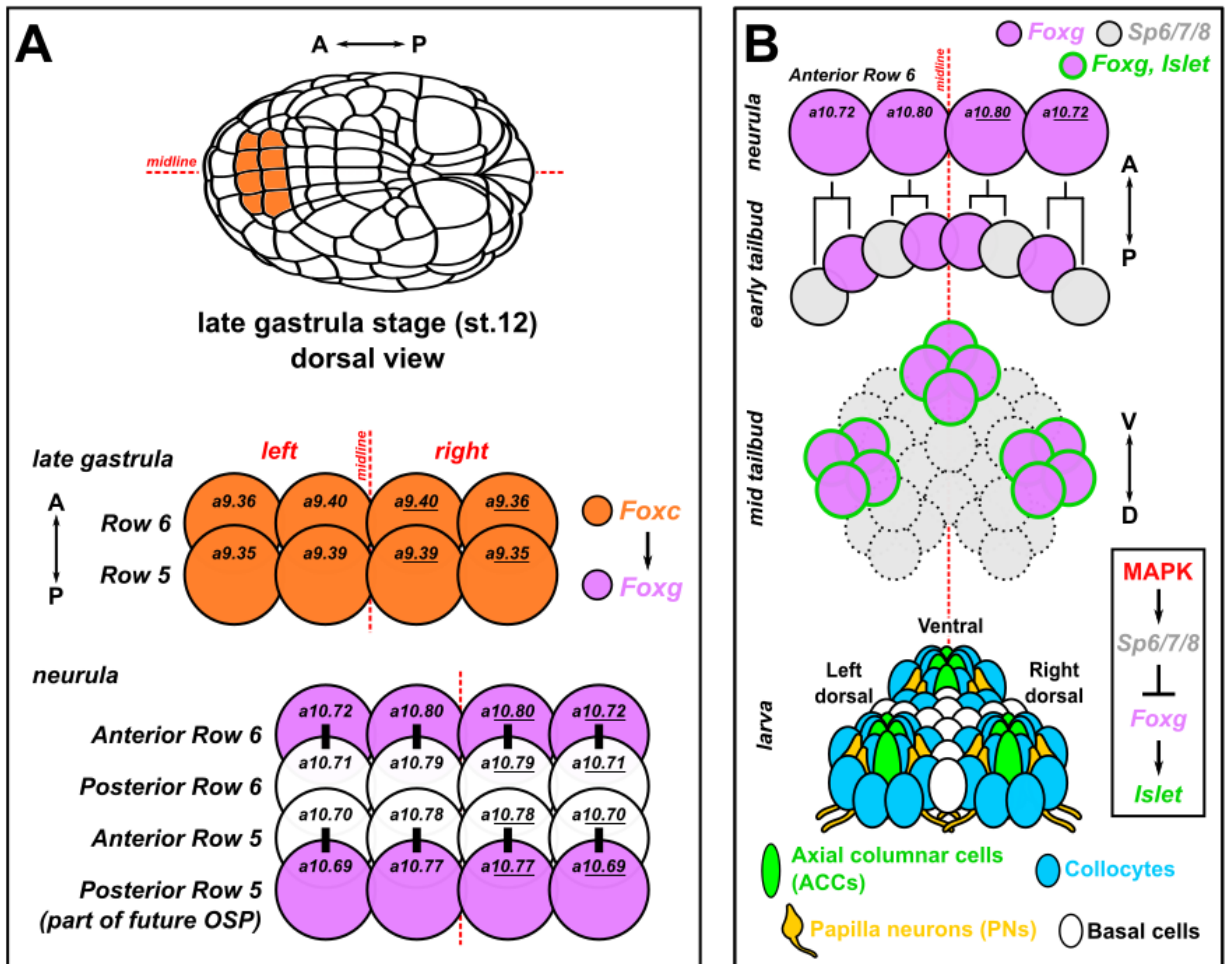 A
A P
midline
late gastrula stage (st.12)
dorsal view
left midline right
late gastrula
A
P
Row 6
a9.36 a9.40 a9.40 a9.36
Row 5
a9.35 a9.39 a9.39 a9.35
Foxc
Foxg
neurula
Anterior Row 6
a10.72 a10.80 a10.80 a10.72
Posterior Row 6
a10.71 a10.79 a10.79 a10.71
Anterior Row 5
a10.70 a10.78 a10.78 a10.70
Posterior Row 5
(part of future OSP)
a10.69 a10.77 a10.77 a10.69
B
Foxg Sp6/7/8
Foxg, Islet
Anterior Row 6
midline
neurula
a10.72 a10.80 a10.80 a10.72
A
P
early tailbud
mid tailbud
V
D
MAPK
Sp6/7/8
Foxg
Islet
larva
Ventral
Left
dorsal
Right
dorsal
Axial columnar cells
(ACCs)
Collocytes
Papilla neurons (PNs)
Basal cells